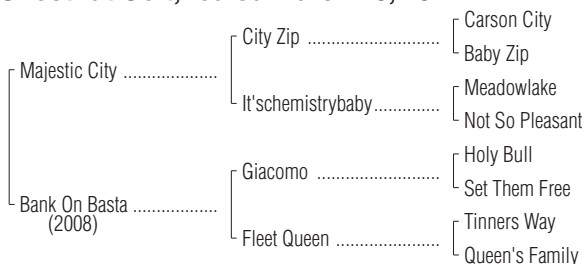 Carson City
City Zip ......................
Baby Zip
Majestic City ...................
Meadowlake
It'schemistrybaby..............
Not So Pleasant
Holy Bull
Giacomo ....................
Set Them Free
Bank On Basta .................
(2008)
Tinners Way
Fleet Queen .....................
Queen's Family